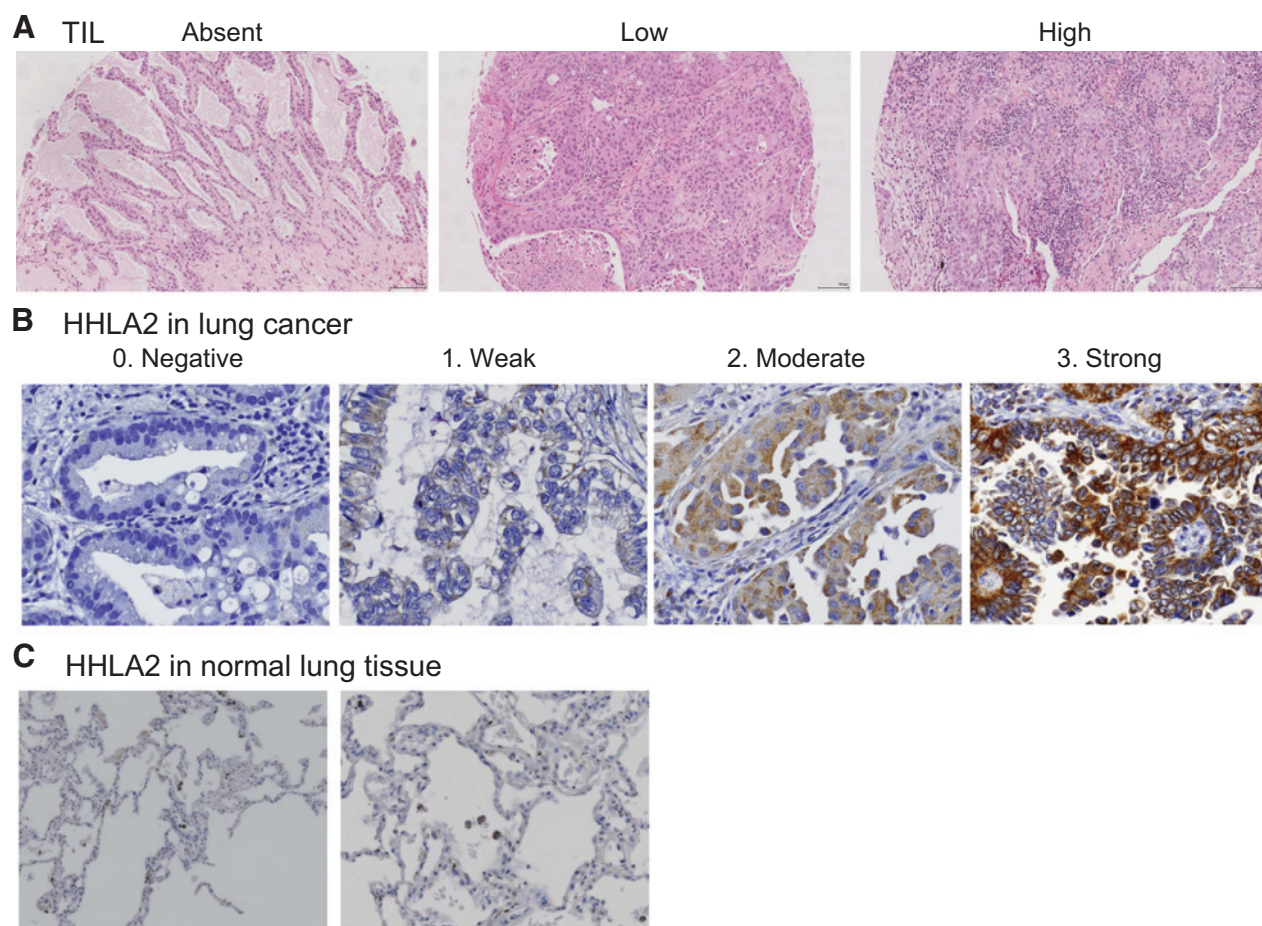 A TIL Absent Low High
B HHLA2 in lung cancer
0. Negative 1. Weak 2. Moderate 3. Strong
C HHLA2 in normal lung tissue